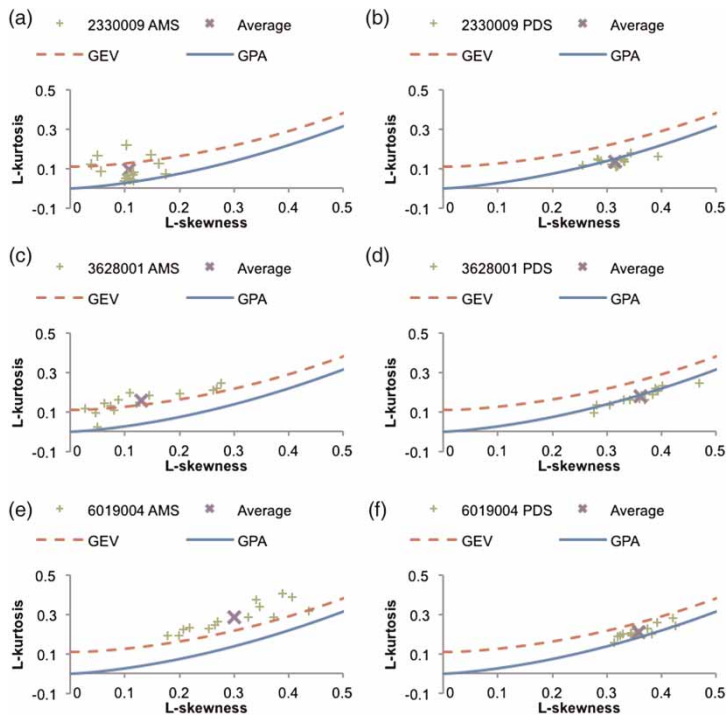 (a) 2330009 AMS Average
GEV GPA
L-kurtosis
0.5
0.3
0.1
-0.1
0 0.1 0.2 0.3 0.4 0.5
L-skewness
(b) 2330009 PDS Average
GEV GPA
L-kurtosis
0.5
0.3
0.1
-0.1
0 0.1 0.2 0.3 0.4 0.5
L-skewness
(c) 3628001 AMS Average
GEV GPA
L-kurtosis
0.5
0.3
0.1
-0.1
0 0.1 0.2 0.3 0.4 0.5
L-skewness
(d) 3628001 PDS Average
GEV GPA
L-kurtosis
0.5
0.3
0.1
-0.1
0 0.1 0.2 0.3 0.4 0.5
L-skewness
(e) 6019004 AMS Average
GEV GPA
L-kurtosis
0.5
0.3
0.1
-0.1
0 0.1 0.2 0.3 0.4 0.5
L-skewness
(f) 6019004 PDS Average
GEV GPA
L-kurtosis
0.5
0.3
0.1
-0.1
0 0.1 0.2 0.3 0.4 0.5
L-skewness